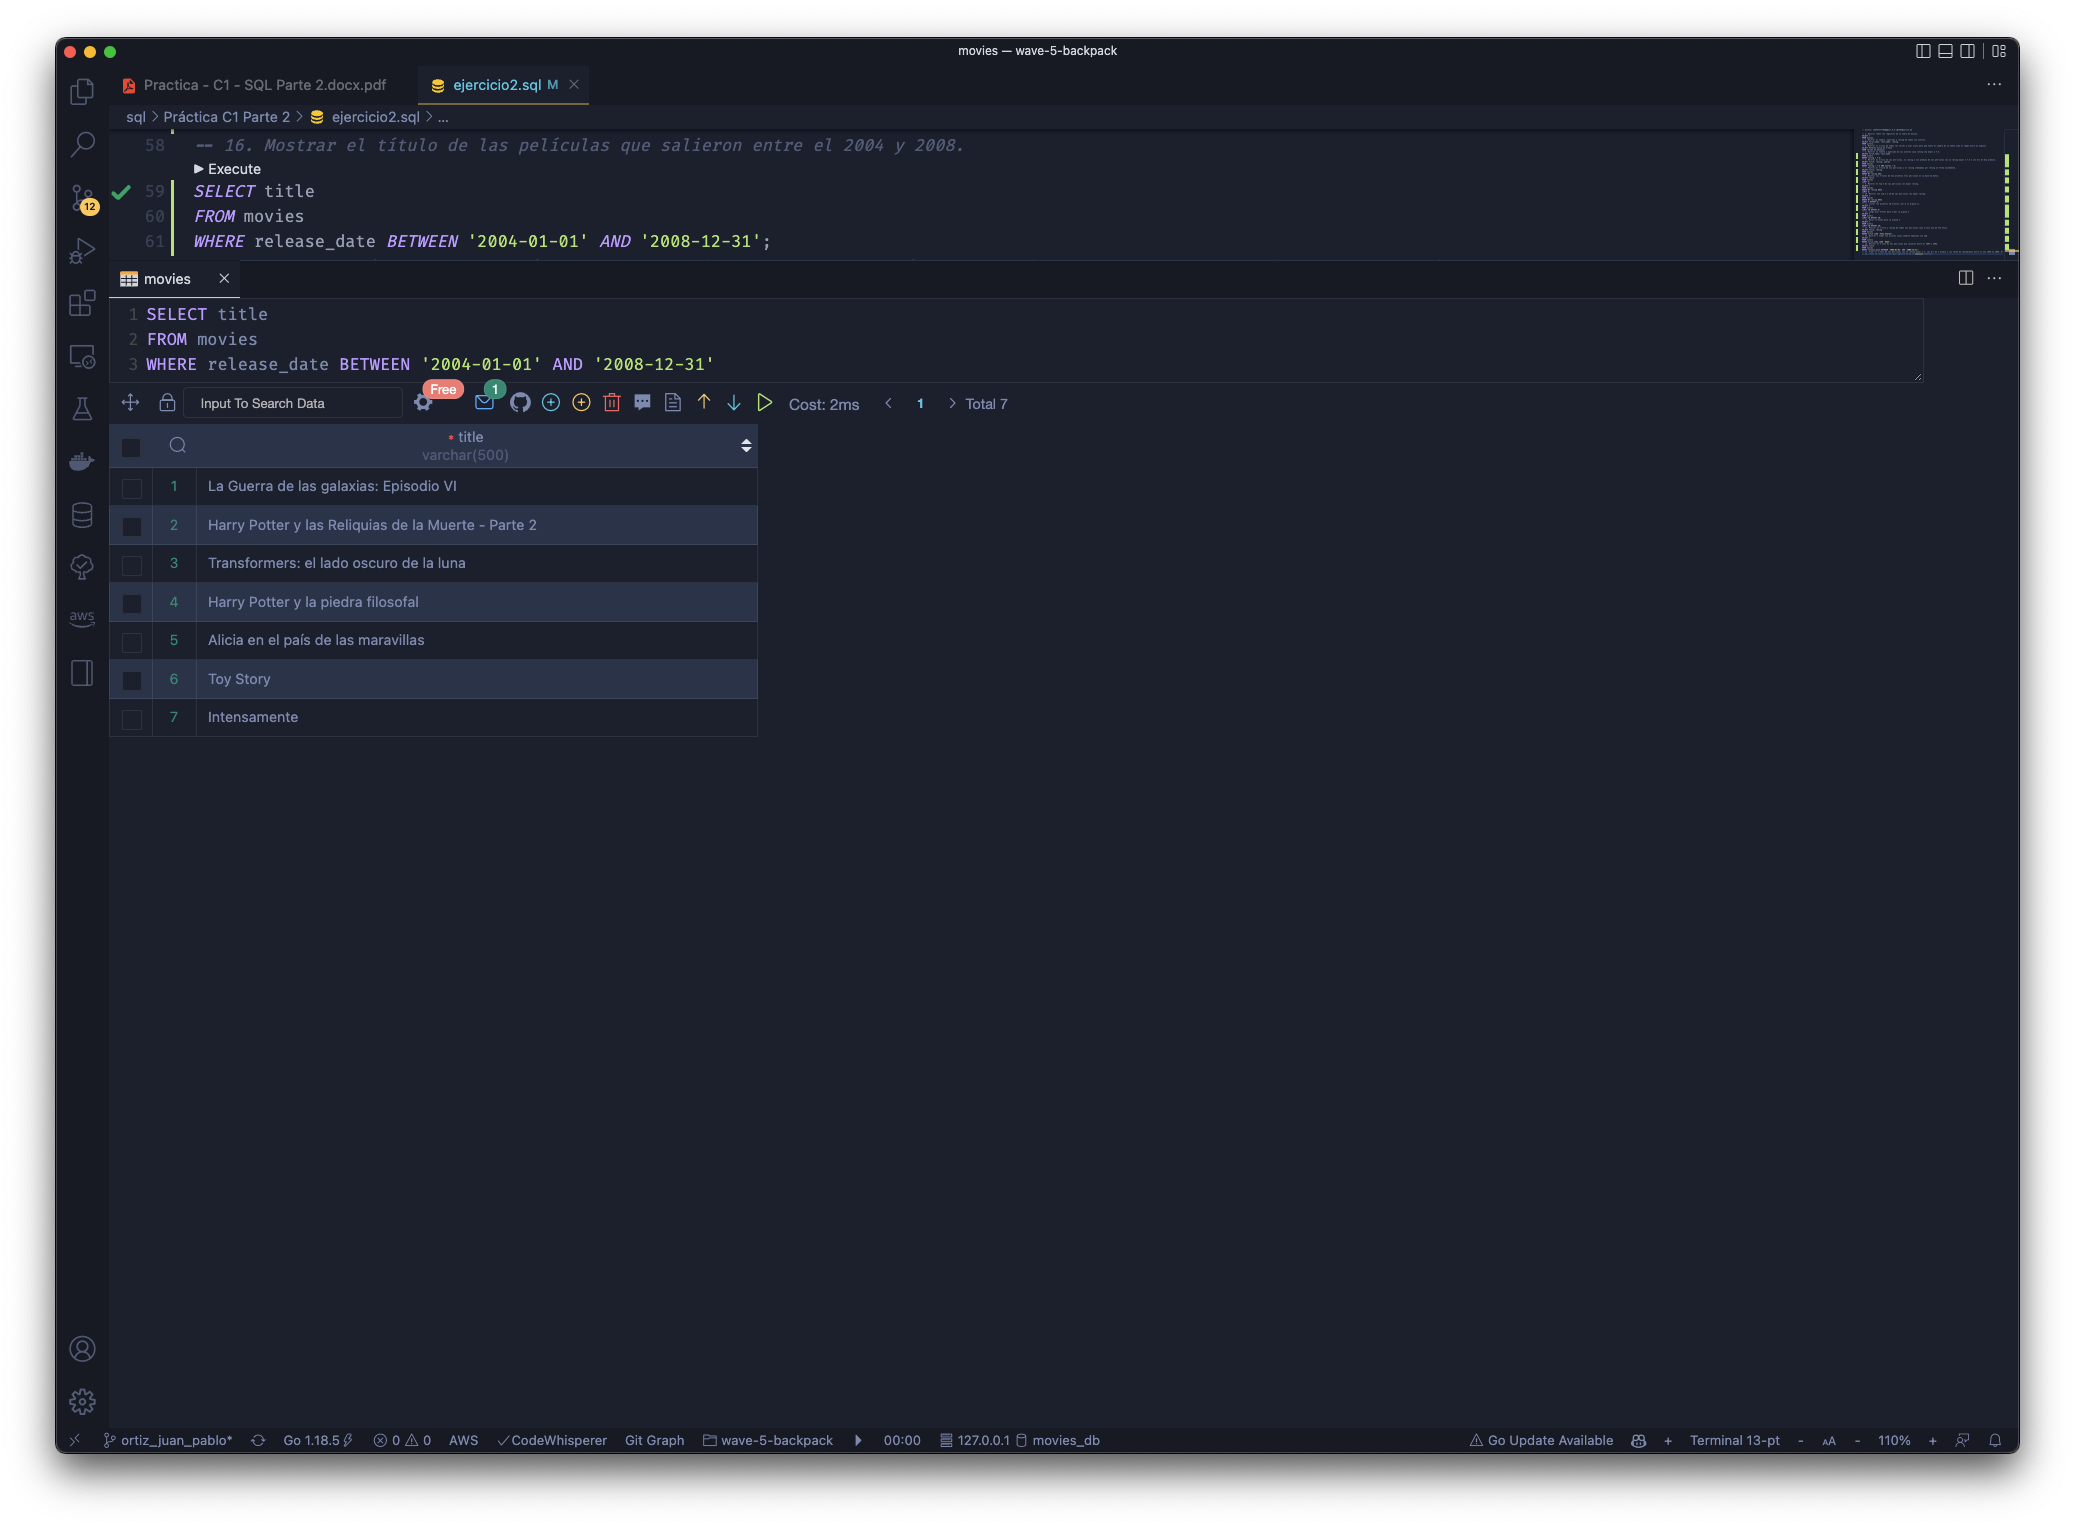 movies — wave-5-backpack
Practica - C1 - SQL Parte 2.docx.pdf
ejercicio2.sql M
sql > Práctica C1 Parte 2 > ejercicio2.sql > ...
58 -- 16. Mostrar el título de las películas que salieron entre el 2004 y 2008.
Execute
59 SELECT title
60 FROM movies
61 WHERE release_date BETWEEN '2004-01-01' AND '2008-12-31';
12
movies
1 SELECT title
2 FROM movies
3 WHERE release_date BETWEEN '2004-01-01' AND '2008-12-31'
Input To Search Data Free 1 Cost: 2ms < 1 > Total 7
* title
varchar(500)
1 La Guerra de las galaxias: Episodio VI
2 Harry Potter y las Reliquias de la Muerte - Parte 2
3 Transformers: el lado oscuro de la luna
4 Harry Potter y la piedra filosofal
5 Alicia en el país de las maravillas
6 Toy Story
7 Intensamente
aws
ortiz_juan_pablo* Go 1.18.5 0 0 AWS CodeWhisperer Git Graph wave-5-backpack 00:00 127.0.0.1 movies_db Go Update Available + Terminal 13-pt - AA - 110% +